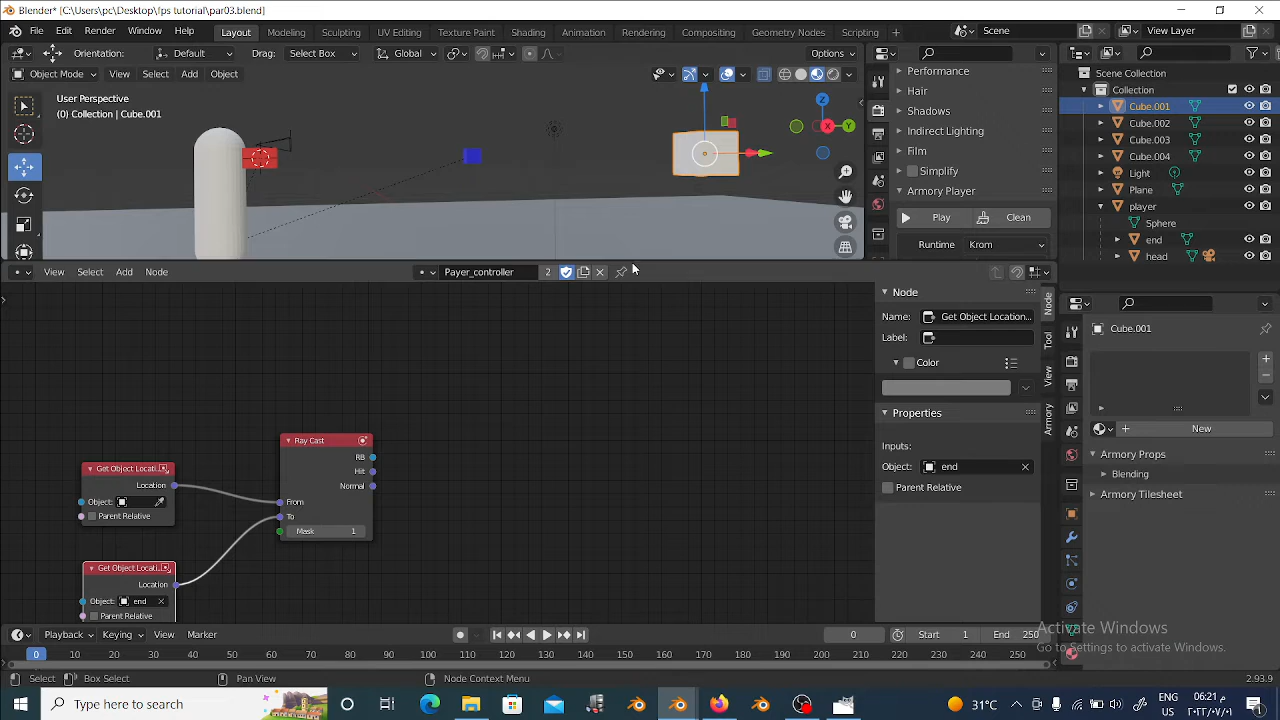 Blender* [C:\Users\pc\Desktop\fps tutorial\par03.blend]
File Edit Render Window Help Layout Modeling Sculpting UV Editing Texture Paint Shading Animation Rendering Compositing Geometry Nodes Scripting + Scene View Layer
Orientation: Default Drag: Select Box Global Options
Object Mode View Select Add Object
User Perspective
(0) Collection | Cube.001
Z
X
Y
Performance
Hair
Shadows
Indirect Lighting
Film
Simplify
Armory Player
Play Clean
Runtime Krom
Scene Collection
Collection
Cube.001
Cube.002
Cube.003
Cube.004
Light
Plane
player
Sphere
end
head
View Select Add Node Payer_controller 2
Get Object Locati...
Location
Object:
Parent Relative
Get Object Locati...
Location
Object: end
Parent Relative
Ray Cast
RB
Hit
Normal
From
To
Mask 1
Node
Name: Get Object Location...
Label:
Color
Properties
Inputs:
Object: end
Parent Relative
Node
Tool
View
Armory
Cube.001
New
Armory Props
Blending
Armory Tilesheet
Playback Keying View Marker 0 Start 1 End 250
0 10 20 30 40 50 60 70 80 90 100 110 120 130 140 150 160 170 180 190 200 210 220 230 240 250
Select Box Select Pan View Node Context Menu 2.93.9
Activate Windows
Go to Settings to activate Windows.
Type here to search
31°C
ENG
06:21